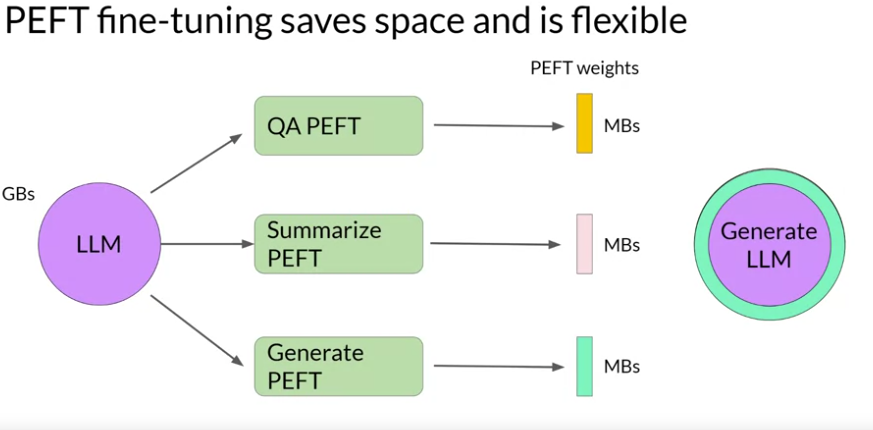 PEFT fine-tuning saves space and is flexible
PEFT weights
QA PEFT
MBs
GBs
LLM
Summarize
PEFT
MBs
Generate
LLM
Generate
PEFT
MBs